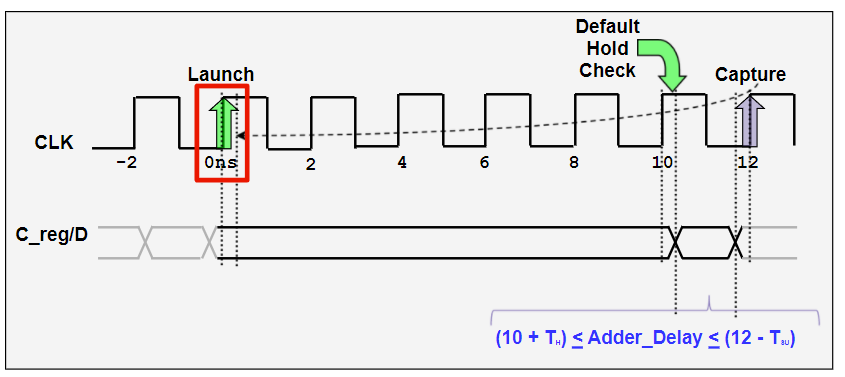 Default
Hold
Check
Launch
Capture
CLK
-2 0ns 2 4 6 8 10 12
C_reg/D
(10 + TH) ≤ Adder_Delay ≤ (12 - TSU)